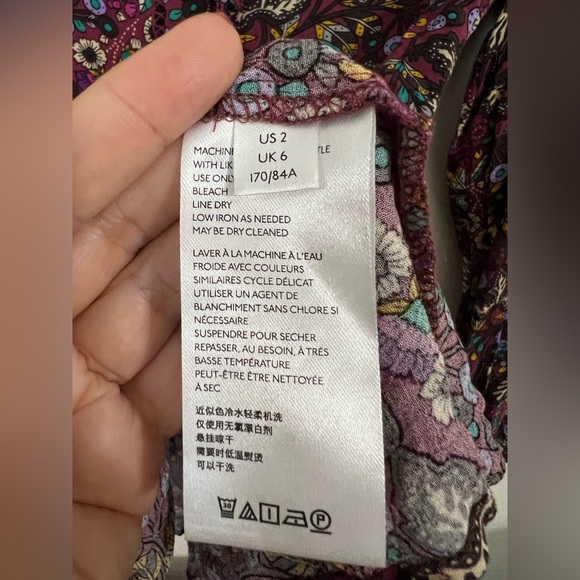 US 2
UK 6
170/84A
MACHINE
WITH LIK
USE ONL
BLEACH
LINE DRY
LOW IRON AS NEEDED
MAY BE DRY CLEANED
LAVER À LA MACHINE À L'EAU
FROIDE AVEC COULEURS
SIMILAIRES CYCLE DÉLICAT
UTILISER UN AGENT DE
BLANCHIMENT SANS CHLORE SI
NÉCESSAIRE
SUSPENDRE POUR SECHER
REPASSER, AU BESOIN, À TRÈS
BASSE TEMPÉRATURE
PEUT-ÊTRE ÊTRE NETTOYÉE
À SEC
近似色冷水轻柔机洗
仅使用无氯漂白剂
悬挂晾干
需要时低温熨烫
可以干洗
30
P